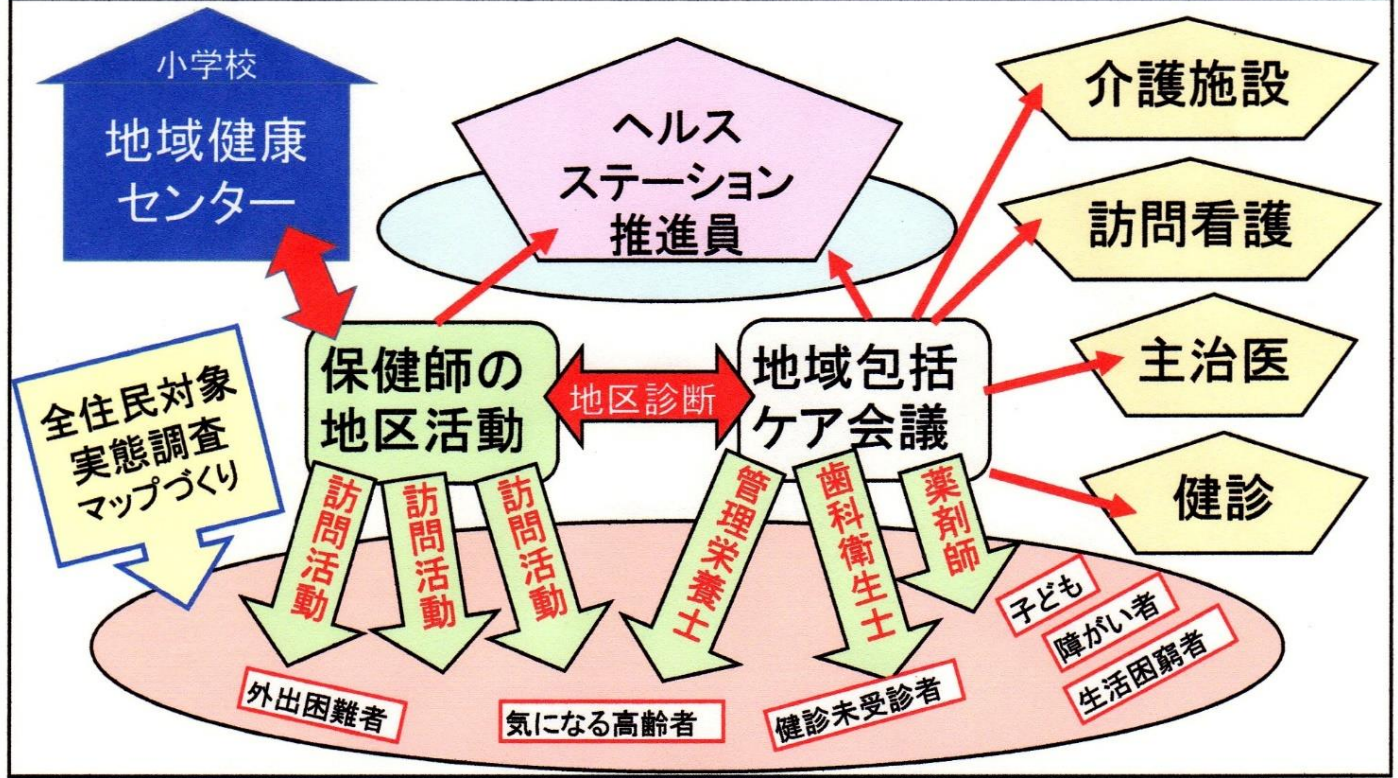 小学校
地域健康
センター
ヘルス
ステーション
推進員
介護施設
訪問看護
主治医
健診
保健師の
地区活動
地区診断
地域包括
ケア会議
全住民対象
実態調査
マップづくり
訪問活動
訪問活動
訪問活動
管理栄養士
歯科衛生士
薬剤師
子ども
障がい者
生活困窮者
外出困難者
気になる高齢者
健診未受診者